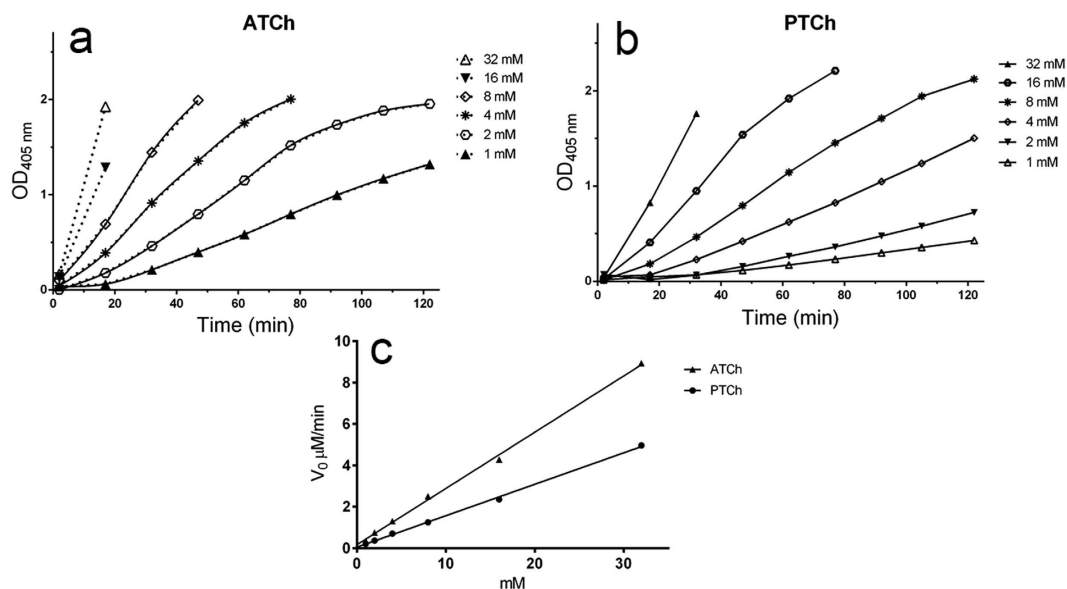 a
ATCh
OD405 nm
2
1
0
0 20 40 60 80 100 120
Time (min)
32 mM
16 mM
8 mM
4 mM
2 mM
1 mM
b
PTCh
OD405 nm
2
1
0
0 20 40 60 80 100 120
Time (min)
32 mM
16 mM
8 mM
4 mM
2 mM
1 mM
c
V0 µM/min
10
8
6
4
2
0
0 10 20 30
mM
ATCh
PTCh